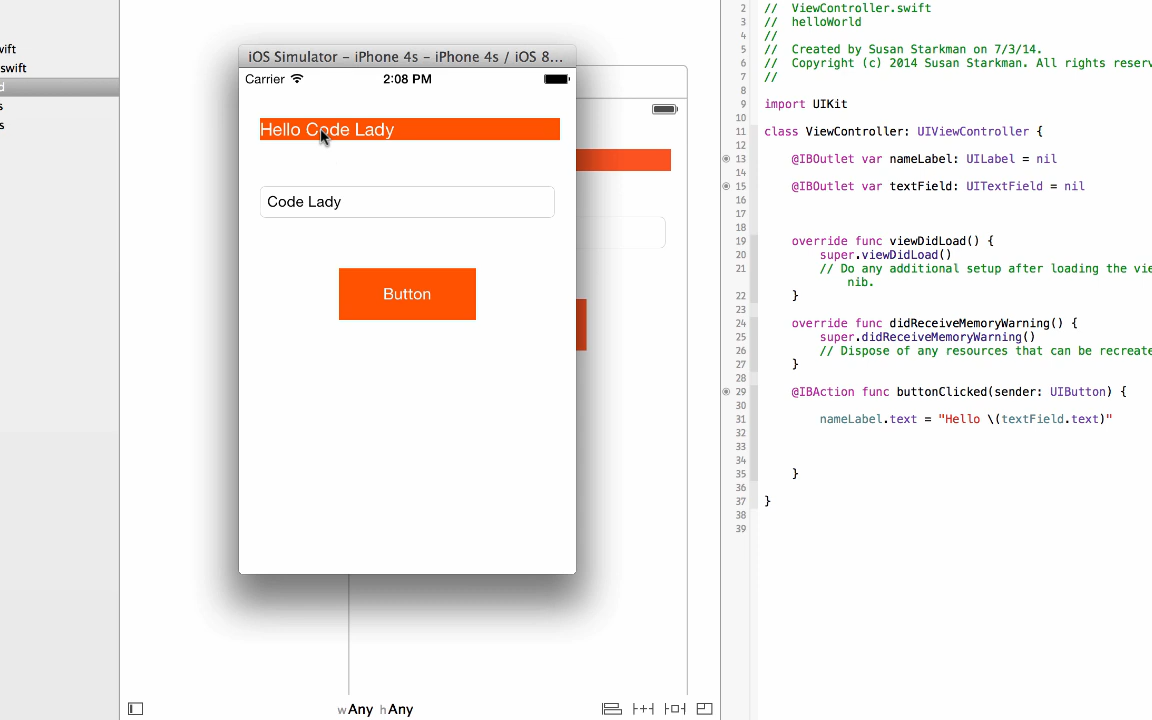 wift
swift
d
s
s
iOS Simulator – iPhone 4s – iPhone 4s / iOS 8...
Carrier 2:08 PM
Hello Code Lady
Code Lady
Button
wAny hAny
2 // ViewController.swift
3 // helloWorld
4 //
5 // Created by Susan Starkman on 7/3/14.
6 // Copyright (c) 2014 Susan Starkman. All rights reserv
7 //
8
9 import UIKit
10
11 class ViewController: UIViewController {
12
13 @IBOutlet var nameLabel: UILabel = nil
14
15 @IBOutlet var textField: UITextField = nil
16
17
18
19 override func viewDidLoad() {
20 super.viewDidLoad()
21 // Do any additional setup after loading the vie
nib.
22 }
23
24 override func didReceiveMemoryWarning() {
25 super.didReceiveMemoryWarning()
26 // Dispose of any resources that can be recreate
27 }
28
29 @IBAction func buttonClicked(sender: UIButton) {
30
31 nameLabel.text = "Hello \(textField.text)"
32
33
34
35 }
36
37 }
38
39